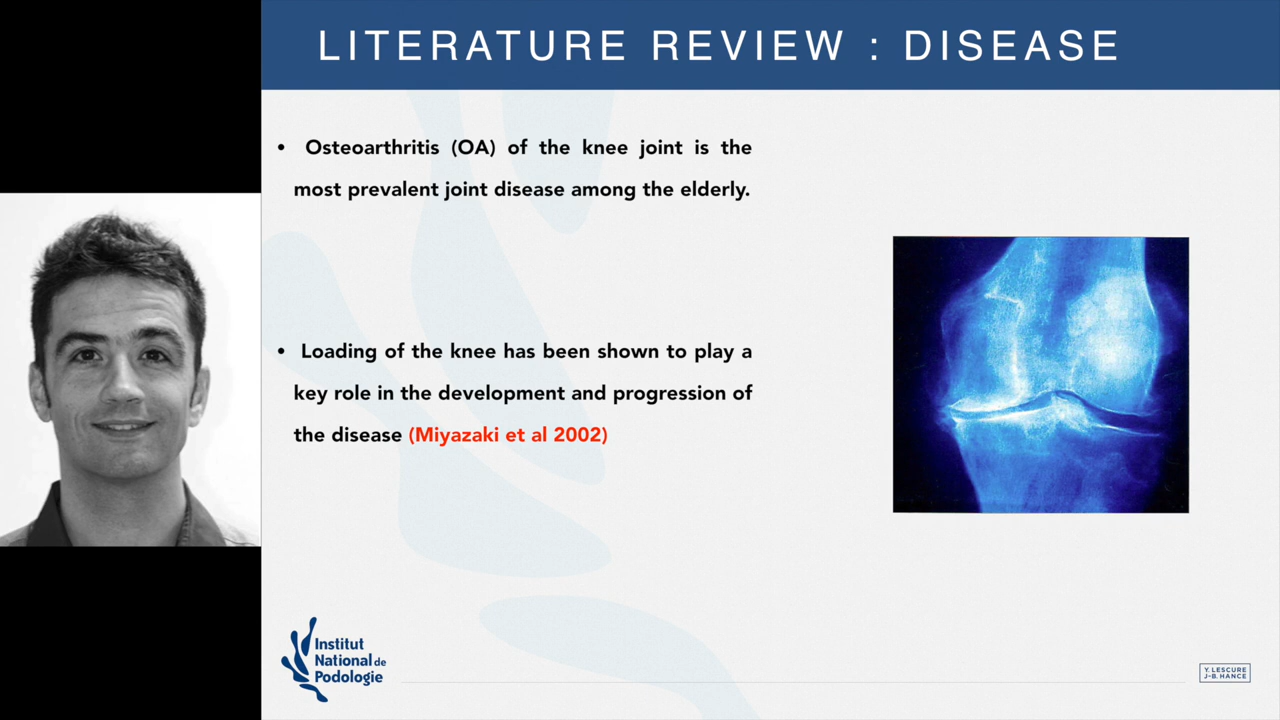 LITERATURE REVIEW : DISEASE
• Osteoarthritis (OA) of the knee joint is the
most prevalent joint disease among the elderly.
• Loading of the knee has been shown to play a
key role in the development and progression of
the disease (Miyazaki et al 2002)
Institut
National de
Podologie
Y. LESCURE
J-B. HANCE